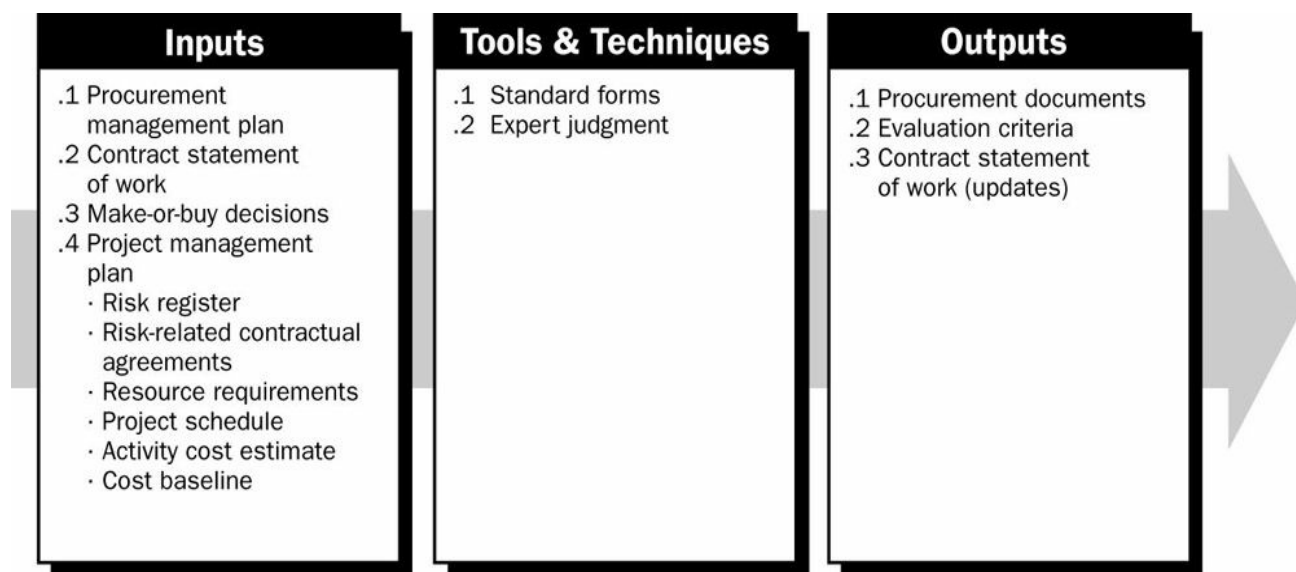 Inputs
.1 Procurement
management plan
.2 Contract statement
of work
.3 Make-or-buy decisions
.4 Project management
plan
· Risk register
· Risk-related contractual
agreements
· Resource requirements
· Project schedule
· Activity cost estimate
· Cost baseline
Tools & Techniques
.1 Standard forms
.2 Expert judgment
Outputs
.1 Procurement documents
.2 Evaluation criteria
.3 Contract statement
of work (updates)